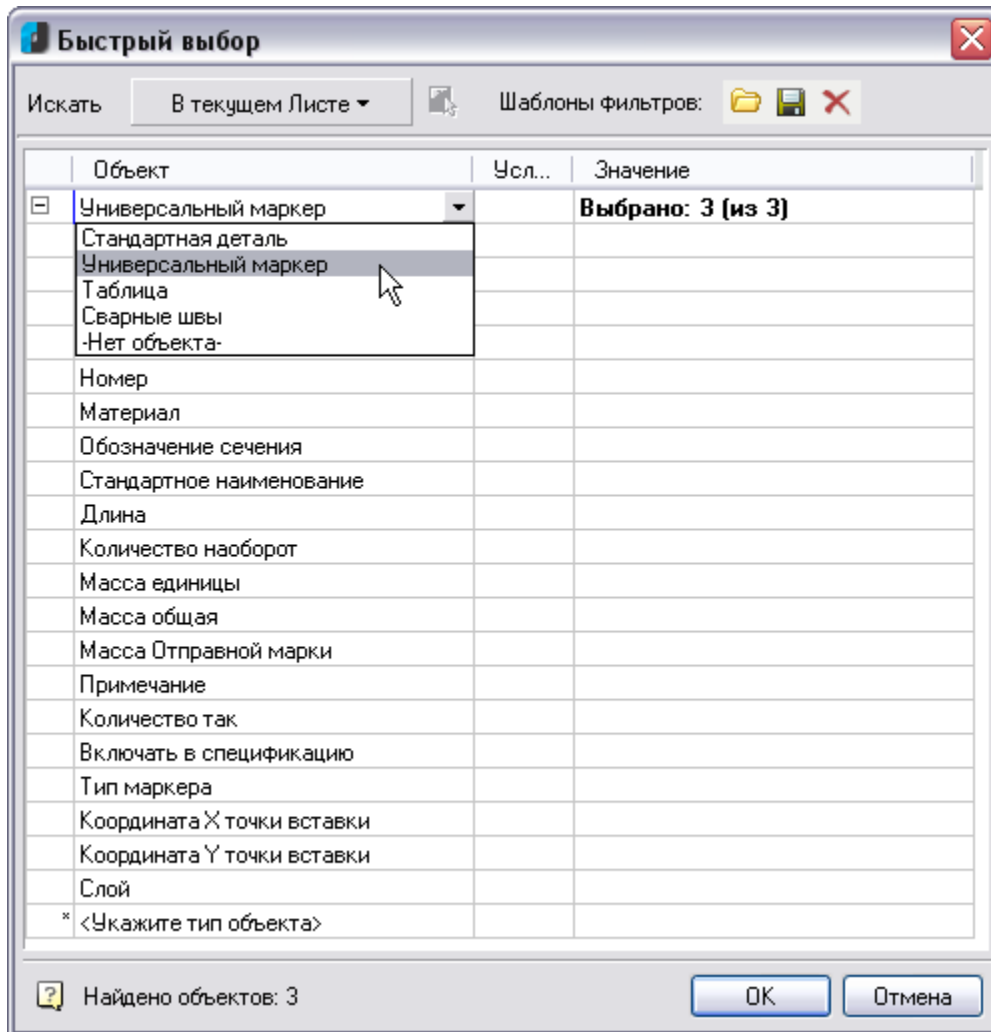 Быстрый выбор
Искать В текущем Листе Шаблоны фильтров:
Объект Усл... Значение
Универсальный маркер Выбрано: 3 (из 3)
Стандартная деталь
Универсальный маркер
Таблица
Сварные швы
-Нет объекта-
Номер
Материал
Обозначение сечения
Стандартное наименование
Длина
Количество наоборот
Масса единицы
Масса общая
Масса Отправной марки
Примечание
Количество так
Включать в спецификацию
Тип маркера
Координата X точки вставки
Координата Y точки вставки
Слой
* <Укажите тип объекта>
Найдено объектов: 3 OK Отмена